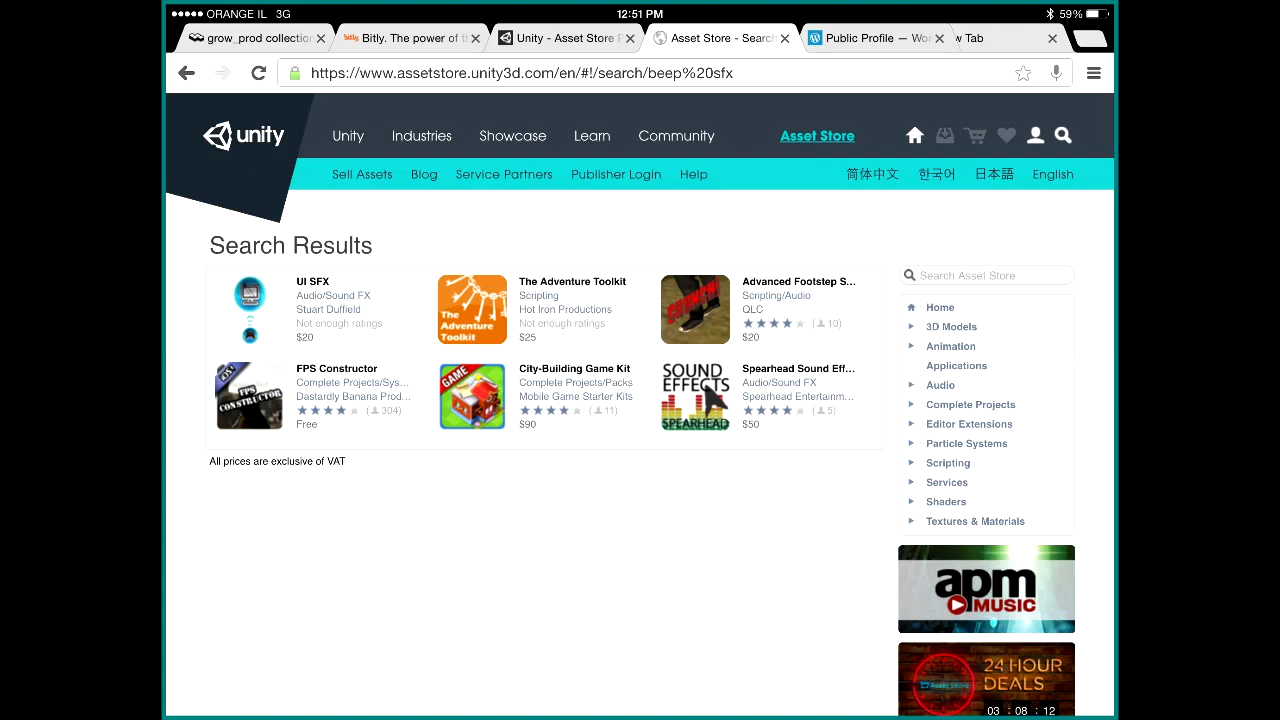 ORANGE IL 3G 12:51 PM 59%
grow_prod collection Bitly. The power of t Unity - Asset Store Asset Store - Search Public Profile — Wor w Tab
https://www.assetstore.unity3d.com/en/#!/search/beep%20sfx
unity Unity Industries Showcase Learn Community Asset Store
Sell Assets Blog Service Partners Publisher Login Help 简体中文 한국어 日本語 English
Search Results
UI SFX
Audio/Sound FX
Stuart Duffield
Not enough ratings
$20
The Adventure Toolkit
The Adventure Toolkit
Scripting
Hot Iron Productions
Not enough ratings
$25
CRUNCH!
Advanced Footstep S...
Scripting/Audio
QLC
(10)
$20
FPS CONSTRUCTOR
FPS Constructor
Complete Projects/Sys...
Dastardly Banana Prod...
(304)
Free
GAME
City-Building Game Kit
Complete Projects/Packs
Mobile Game Starter Kits
(11)
$90
SOUND EFFECTS SPEARHEAD
Spearhead Sound Eff...
Audio/Sound FX
Spearhead Entertainm...
(5)
$50
All prices are exclusive of VAT
Search Asset Store
Home
3D Models
Animation
Applications
Audio
Complete Projects
Editor Extensions
Particle Systems
Scripting
Services
Shaders
Textures & Materials
apm
MUSIC
24 HOUR
DEALS
Asset Store
03 : 08 : 12